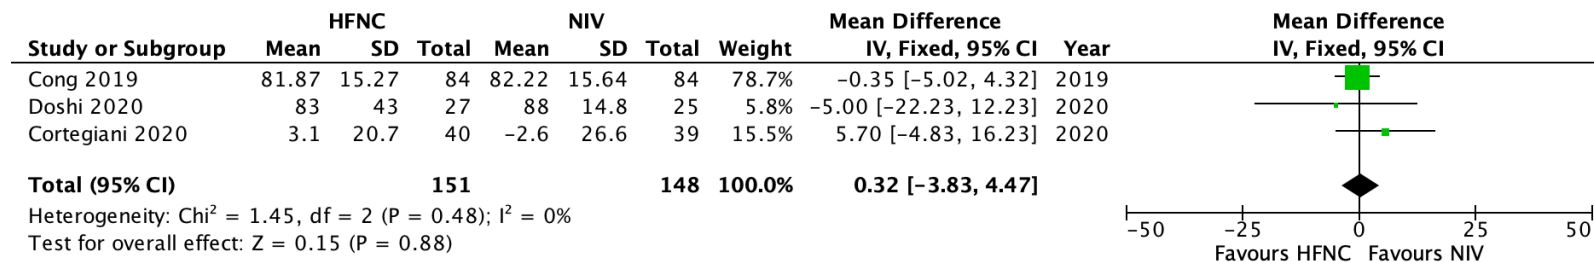 HFNC NIV Mean Difference Mean Difference
Study or Subgroup Mean SD Total Mean SD Total Weight IV, Fixed, 95% CI Year IV, Fixed, 95% CI
Cong 2019 81.87 15.27 84 82.22 15.64 84 78.7% −0.35 [−5.02, 4.32] 2019
Doshi 2020 83 43 27 88 14.8 25 5.8% −5.00 [−22.23, 12.23] 2020
Cortegiani 2020 3.1 20.7 40 −2.6 26.6 39 15.5% 5.70 [−4.83, 16.23] 2020
Total (95% CI) 151 148 100.0% 0.32 [−3.83, 4.47]
Heterogeneity: Chi² = 1.45, df = 2 (P = 0.48); I² = 0%
Test for overall effect: Z = 0.15 (P = 0.88)
−50 −25 0 25 50
Favours HFNC Favours NIV